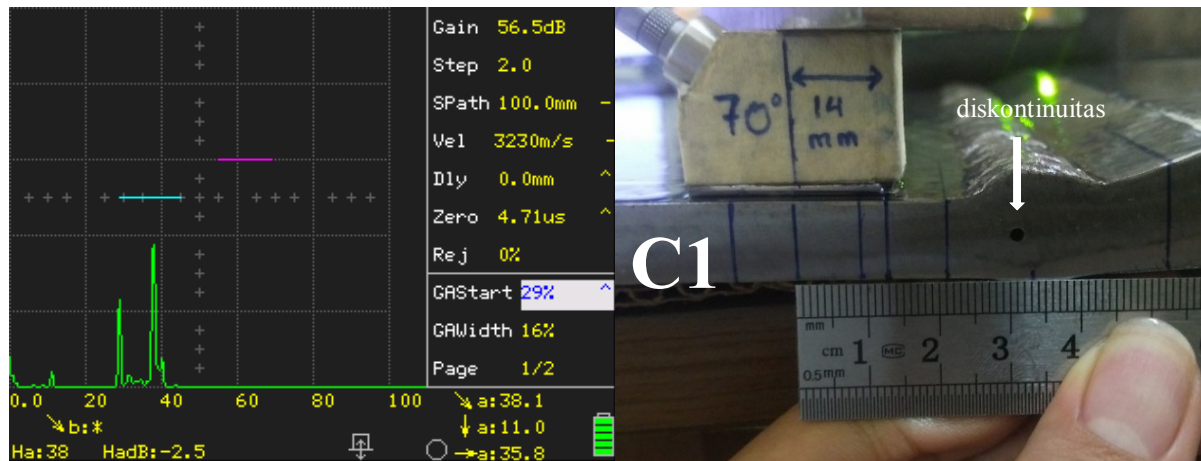 Gain 56.5dB
Step 2.0
SPath 100.0mm -
Vel 3230m/s -
Dly 0.0mm ^
Zero 4.71us ^
Rej 0%
GAStart 29% ^
GAWidth 16%
Page 1/2
0.0 20 40 60 80 100
↘a:38.1
↘b:*
↓a:11.0
Ha:38 HadB:-2.5
→a:35.8
70°
14
mm
diskontinuitas
C1
mm
cm 1 MC 2 3 4
0.5mm